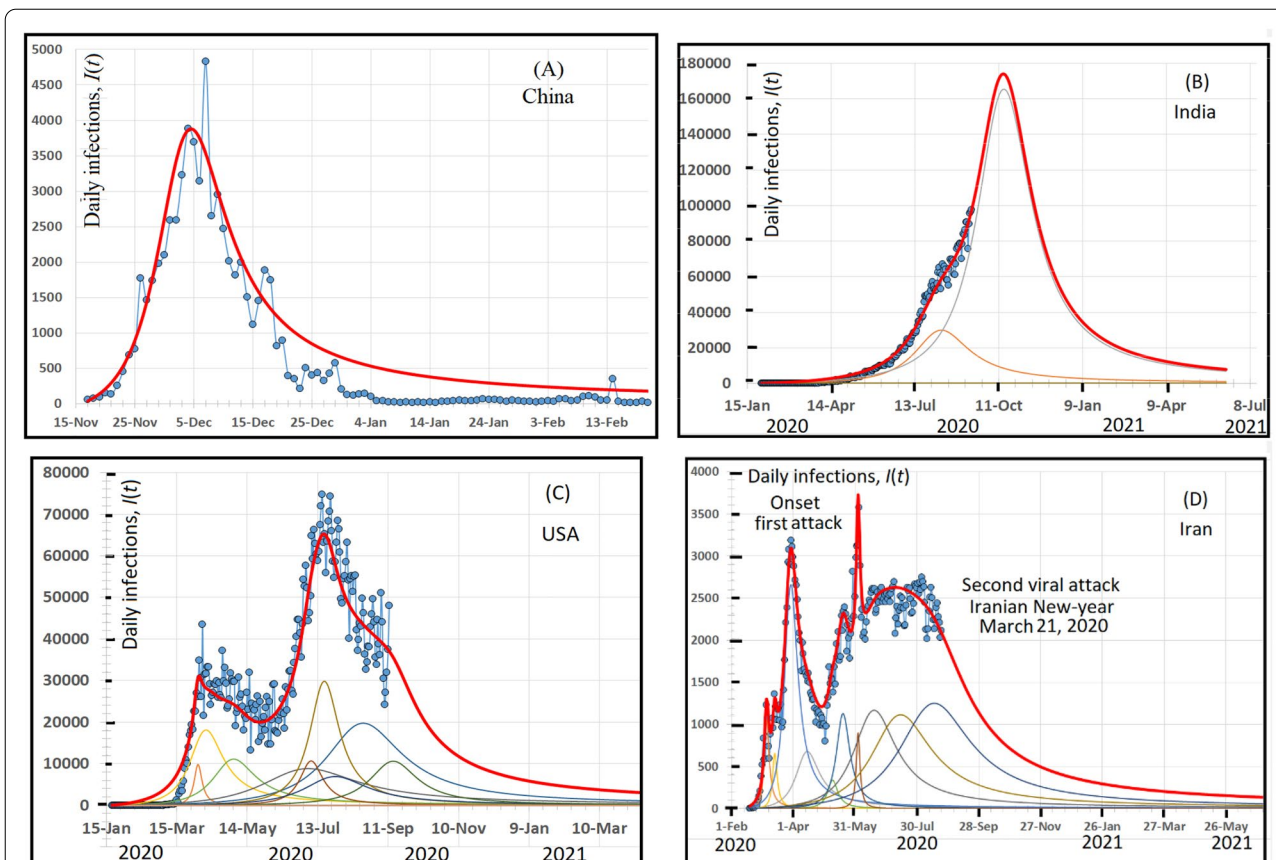 (A)
China
Daily infections, I(t)
5000
4500
4000
3500
3000
2500
2000
1500
1000
500
0
15-Nov 25-Nov 5-Dec 15-Dec 25-Dec 4-Jan 14-Jan 24-Jan 3-Feb 13-Feb
(B)
India
Daily infections, I(t)
180000
160000
140000
120000
100000
80000
60000
40000
20000
0
15-Jan 14-Apr 13-Jul 11-Oct 9-Jan 9-Apr 8-Jul
2020 2020 2021 2021
(C)
USA
Daily infections, I(t)
80000
70000
60000
50000
40000
30000
20000
10000
0
15-Jan 15-Mar 14-May 13-Jul 11-Sep 10-Nov 9-Jan 10-Mar
2020 2020 2020 2021
(D)
Iran
Daily infections, I(t)
Onset
first attack
Second viral attack
Iranian New-year
March 21, 2020
4000
3500
3000
2500
2000
1500
1000
500
0
1-Feb 1-Apr 31-May 30-Jul 28-Sep 27-Nov 26-Jan 27-Mar 26-May
2020 2020 2021 2021